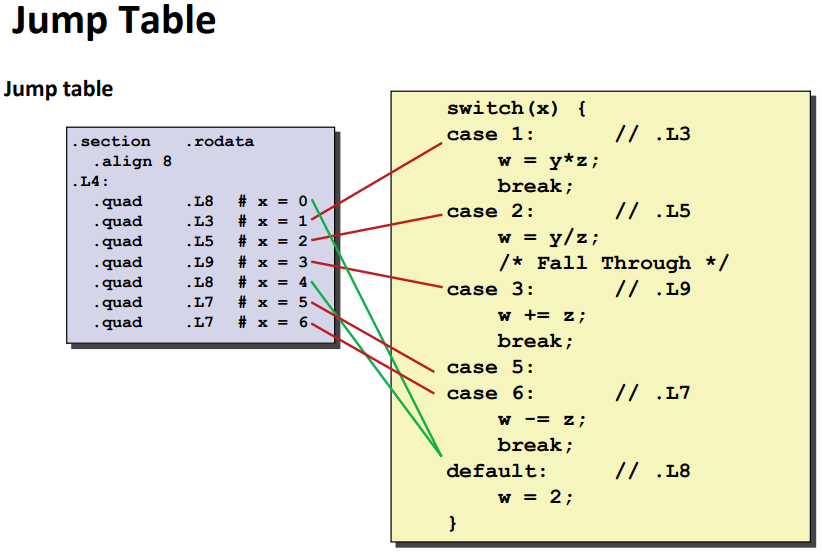 Jump Table
Jump table
.section   .rodata
  .align 8
.L4:
  .quad    .L8  # x = 0
  .quad    .L3  # x = 1
  .quad    .L5  # x = 2
  .quad    .L9  # x = 3
  .quad    .L8  # x = 4
  .quad    .L7  # x = 5
  .quad    .L7  # x = 6
switch(x) {
case 1:      // .L3
    w = y*z;
    break;
case 2:      // .L5
    w = y/z;
    /* Fall Through */
case 3:      // .L9
    w += z;
    break;
case 5:
case 6:      // .L7
    w -= z;
    break;
default:     // .L8
    w = 2;
}